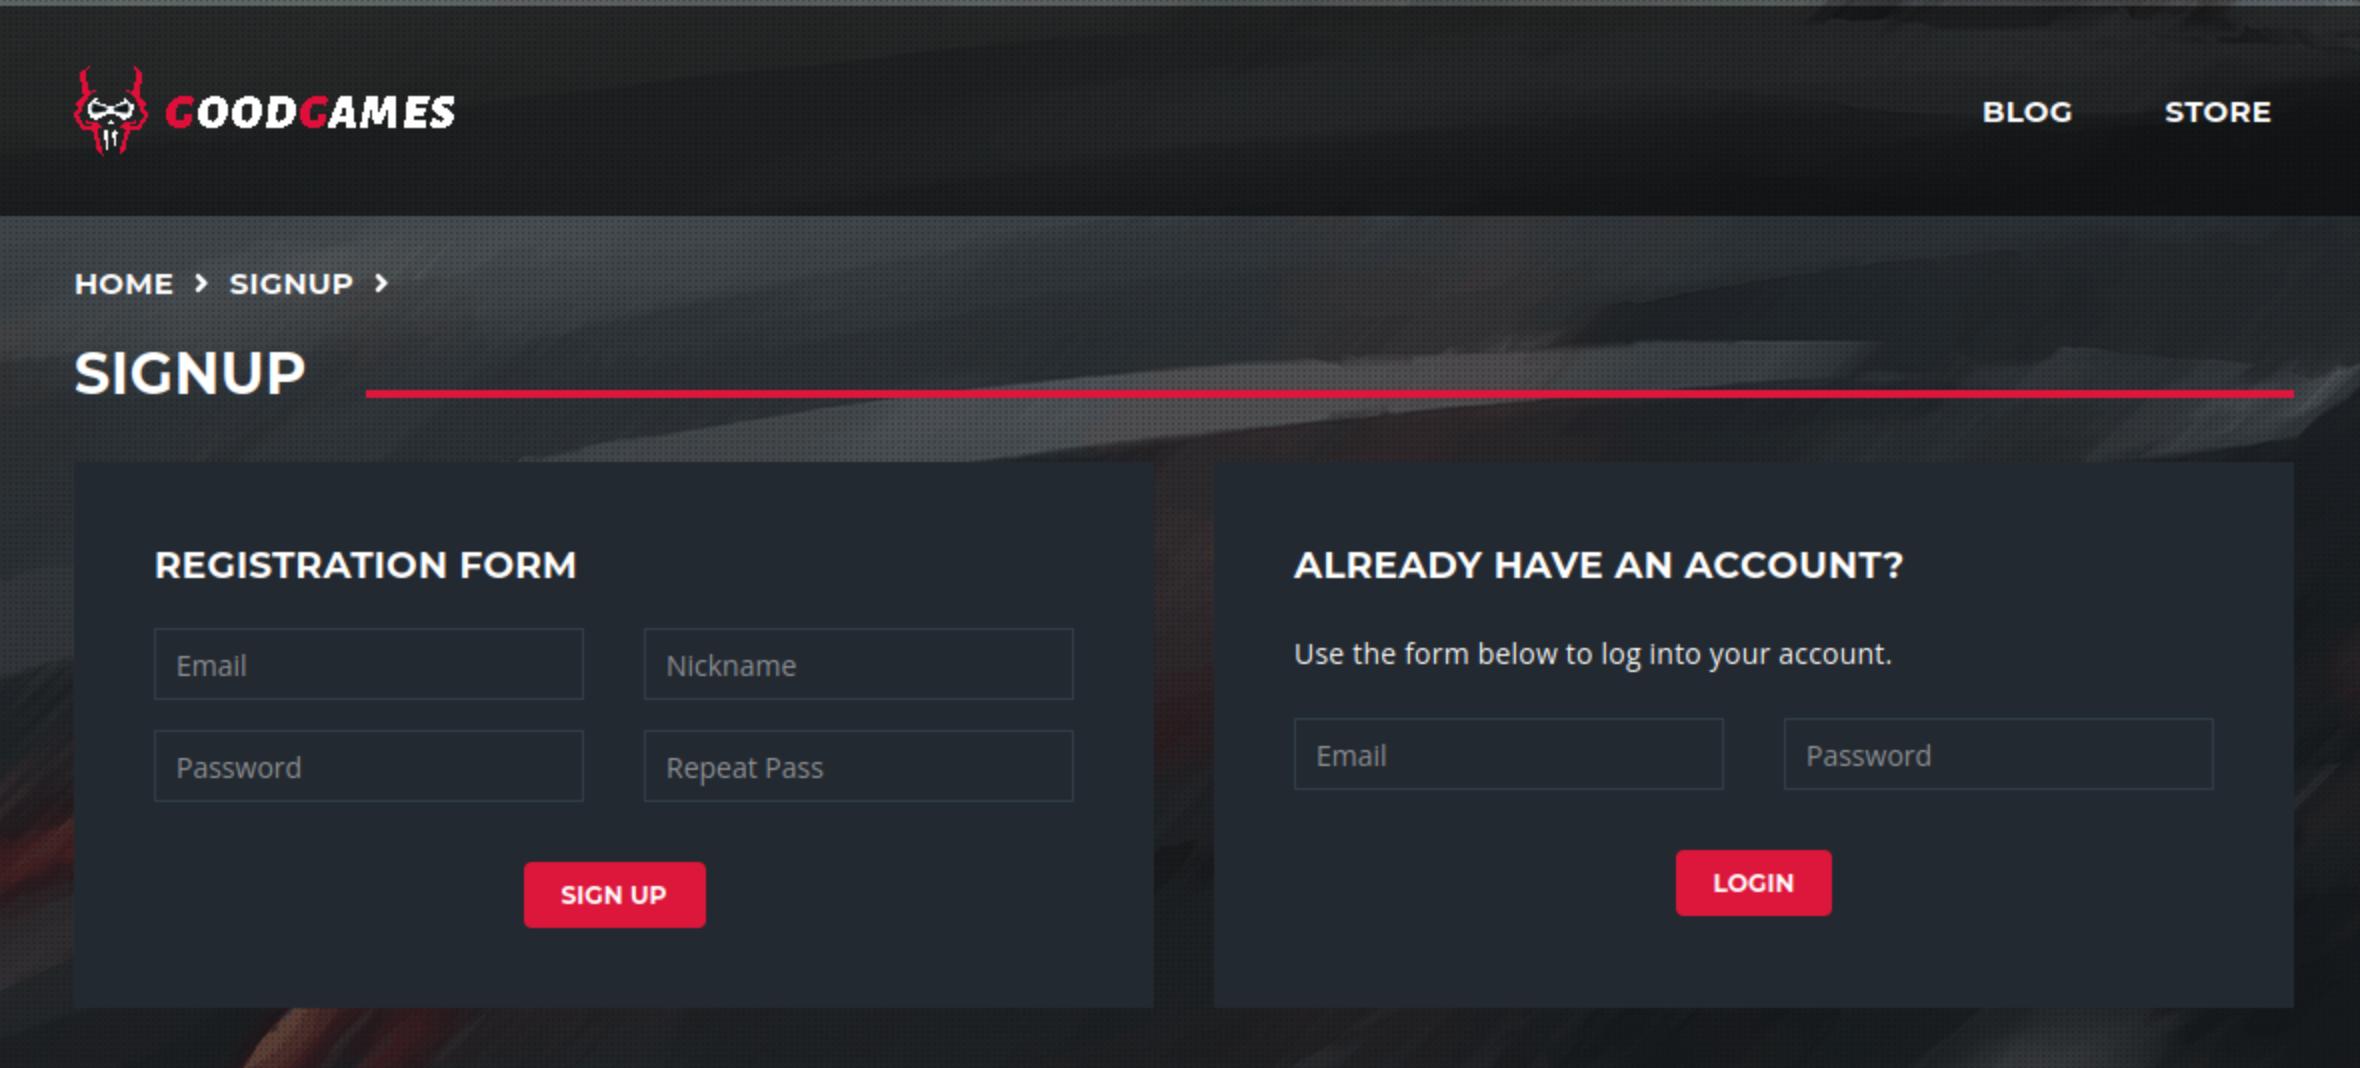 GOODGAMES
BLOG STORE
HOME > SIGNUP >
SIGNUP
REGISTRATION FORM
Email Nickname
Password Repeat Pass
SIGN UP
ALREADY HAVE AN ACCOUNT?
Use the form below to log into your account.
Email Password
LOGIN